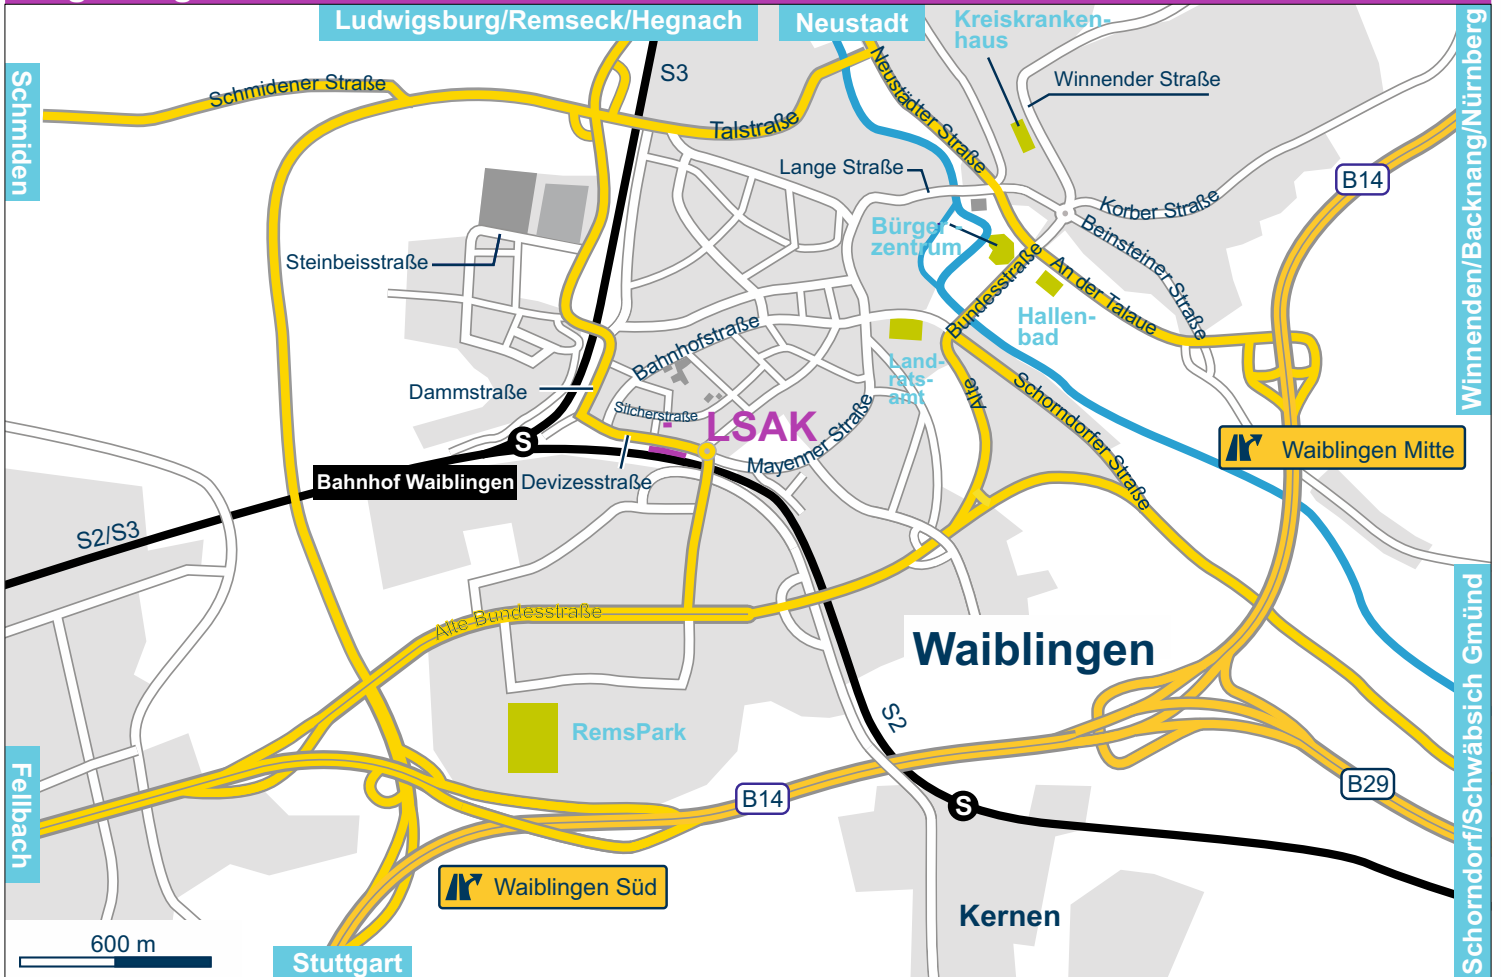 Ludwigsburg/Remseck/Hegnach
Neustadt
Kreiskranken-
haus
Winnenden/Backnang/Nürnberg
Schmiden
S3
Winnender Straße
Schmidener Straße
Neustädter Straße
Talstraße
Lange Straße
B14
Korber Straße
Bürger-
zentrum
Beinsteiner Straße
Steinbeisstraße
An der Talaue
Bundesstraße
Hallen-
bad
Bahnhofstraße
Land-
rats-
amt
Alte
Schorndorfer Straße
Dammstraße
Silcherstraße
LSAK
Mayenner Straße
S
Waiblingen Mitte
Bahnhof Waiblingen
Devizesstraße
S2/S3
Alte Bundesstraße
Waiblingen
Schorndorf/Schwäbsich Gmünd
S2
RemsPark
Fellbach
B14
B29
S
Waiblingen Süd
Kernen
600 m
Stuttgart